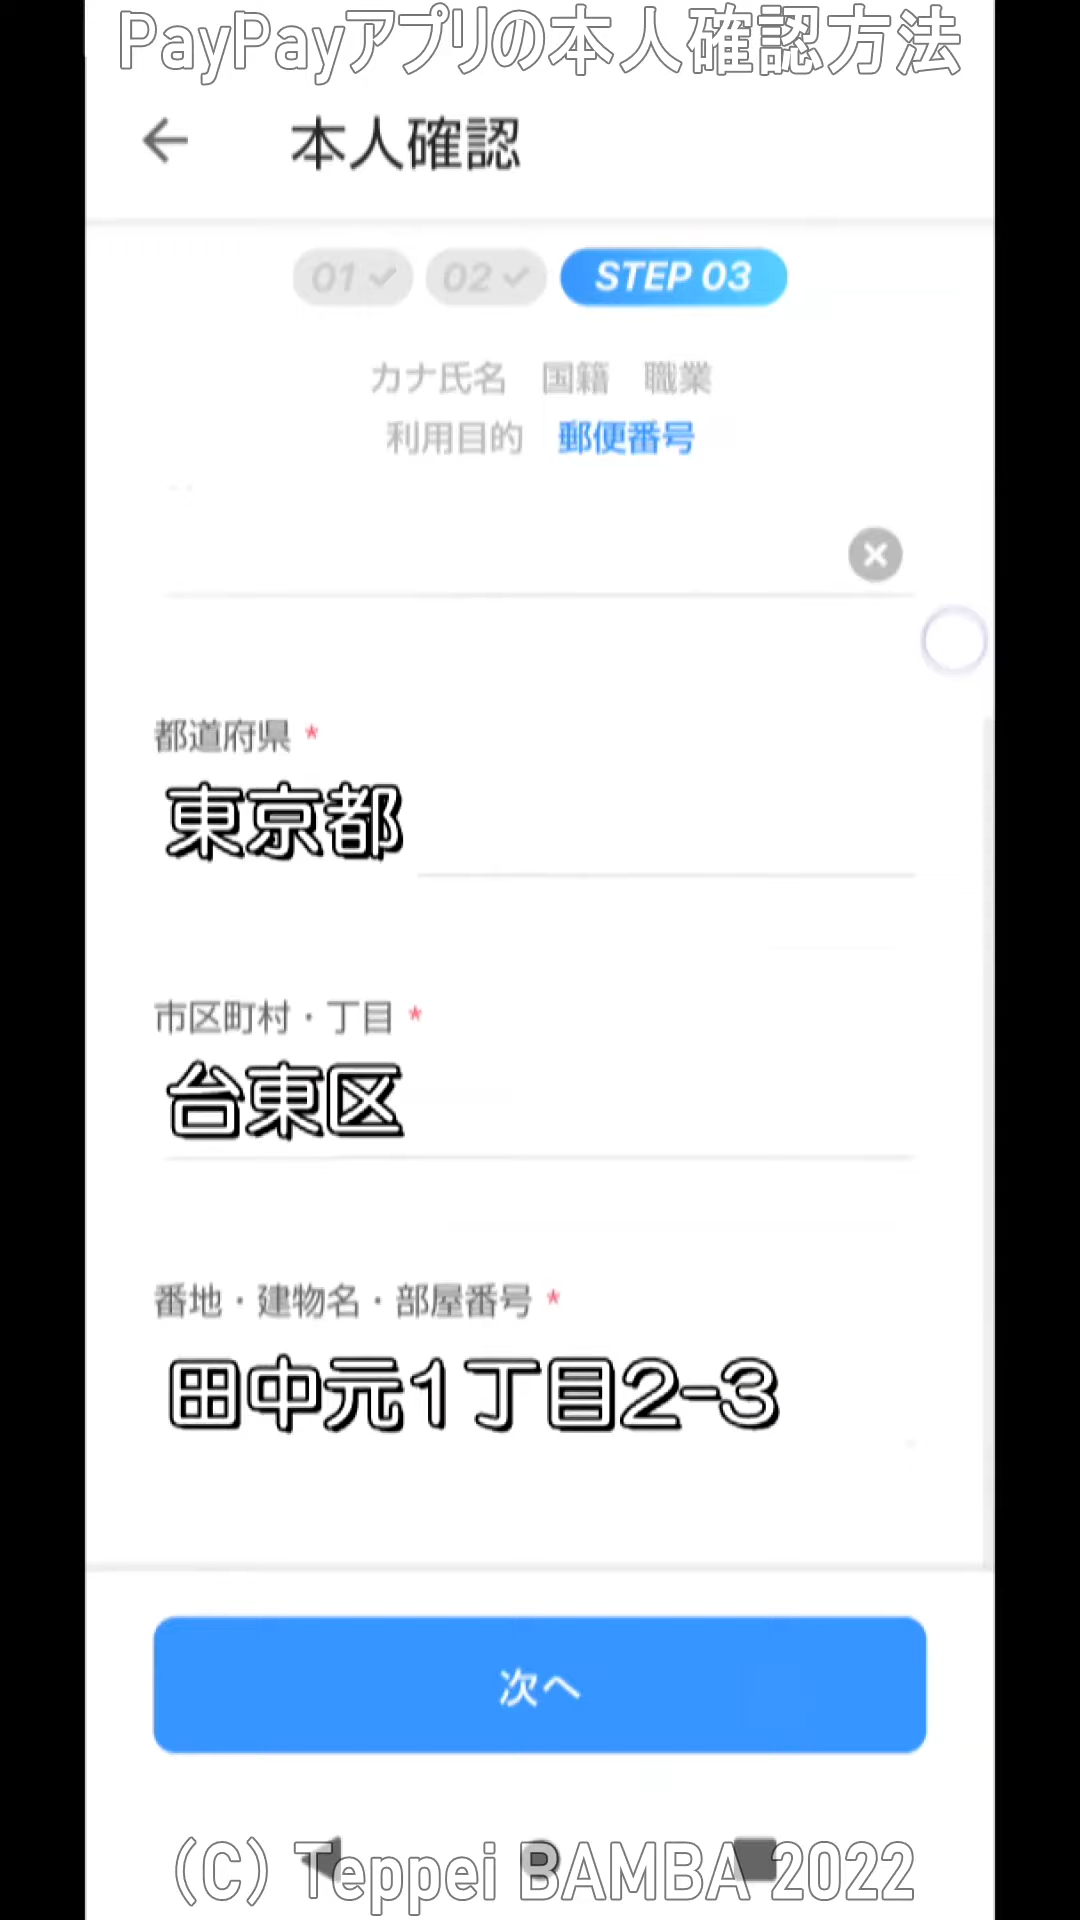 PayPayアプリの本人確認方法
本人確認
01 02 STEP 03
カナ氏名 国籍 職業
利用目的 郵便番号
都道府県 *
東京都
市区町村・丁目 *
台東区
番地・建物名・部屋番号 *
田中元1丁目2-3
次へ
(C) Teppei BAMBA 2022